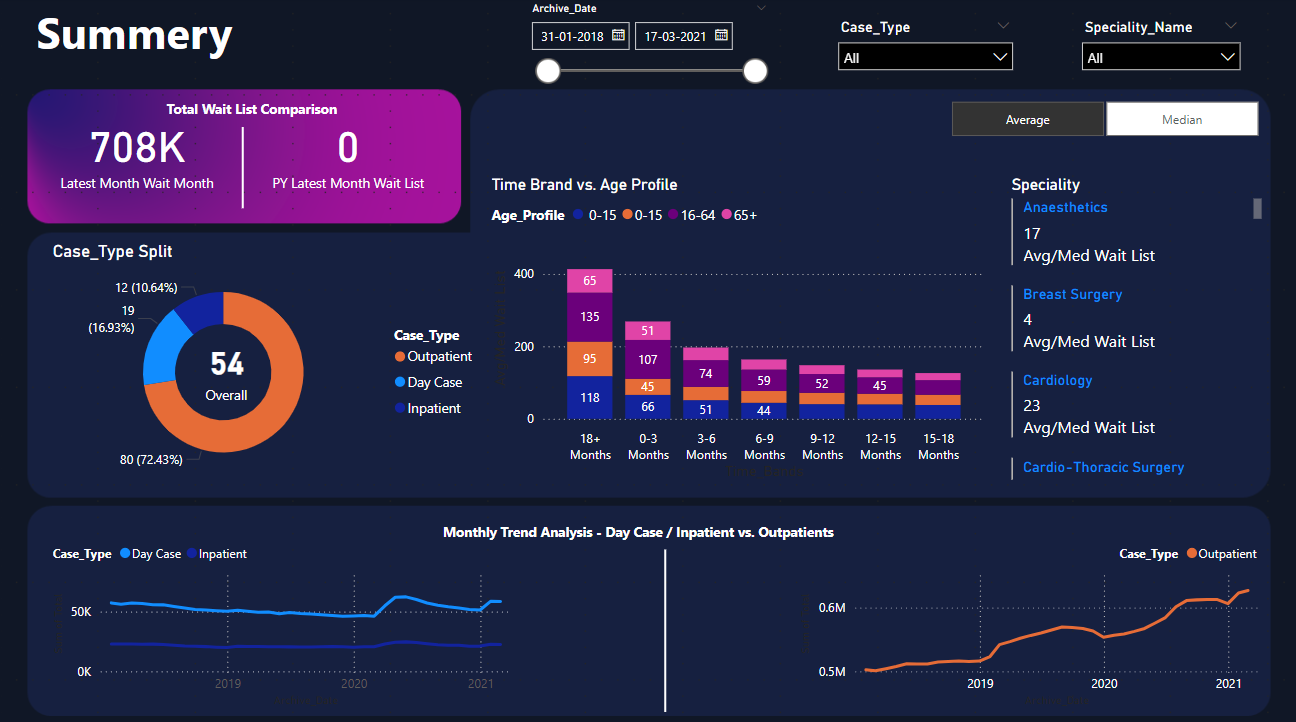 Summery
Archive_Date
31-01-2018
17-03-2021
Case_Type
All
Speciality_Name
All
Total Wait List Comparison
708K
Latest Month Wait Month
0
PY Latest Month Wait List
Average
Median
Case_Type Split
12 (10.64%)
19
(16.93%)
54
Overall
80 (72.43%)
Case_Type
Outpatient
Day Case
Inpatient
Time Brand vs. Age Profile
Age_Profile 0-15 0-15 16-64 65+
400
200
0
65
135
95
118
51
107
45
66
74
51
59
44
52
45
18+
Months
0-3
Months
3-6
Months
6-9
Months
9-12
Months
12-15
Months
15-18
Months
Speciality
Anaesthetics
17
Avg/Med Wait List
Breast Surgery
4
Avg/Med Wait List
Cardiology
23
Avg/Med Wait List
Cardio-Thoracic Surgery
Monthly Trend Analysis - Day Case / Inpatient vs. Outpatients
Case_Type Day Case Inpatient
50K
0K
2019 2020 2021
Case_Type Outpatient
0.6M
0.5M
2019 2020 2021